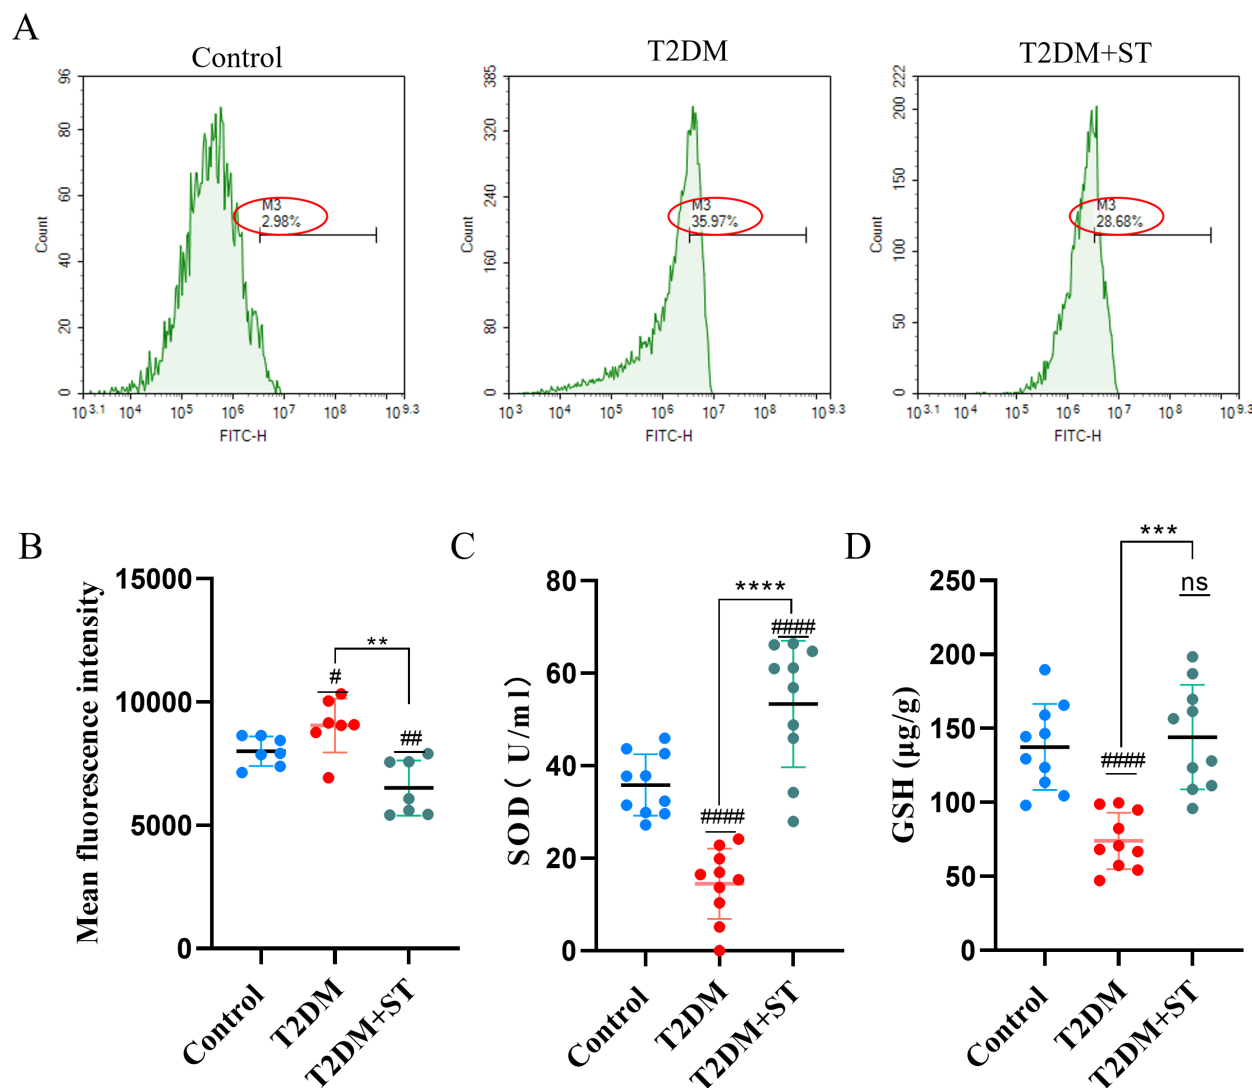 A
Control
T2DM
T2DM+ST
96
80
60
40
20
0
Count
M3
2.98%
10^3.1 10^4 10^5 10^6 10^7 10^8 10^9.3
FITC-H
385
320
240
160
80
0
Count
M3
35.97%
10^3 10^4 10^5 10^6 10^7 10^8 10^9.3
FITC-H
222
200
150
100
50
0
Count
M3
28.68%
10^3.1 10^4 10^5 10^6 10^7 10^8 10^9.3
FITC-H
B
Mean fluorescence intensity
15000
10000
5000
0
#
**
##
Control
T2DM
T2DM+ST
C
SOD（U/ml）
80
60
40
20
0
####
****
####
Control
T2DM
T2DM+ST
D
GSH (μg/g)
250
200
150
100
50
0
####
***
ns
Control
T2DM
T2DM+ST